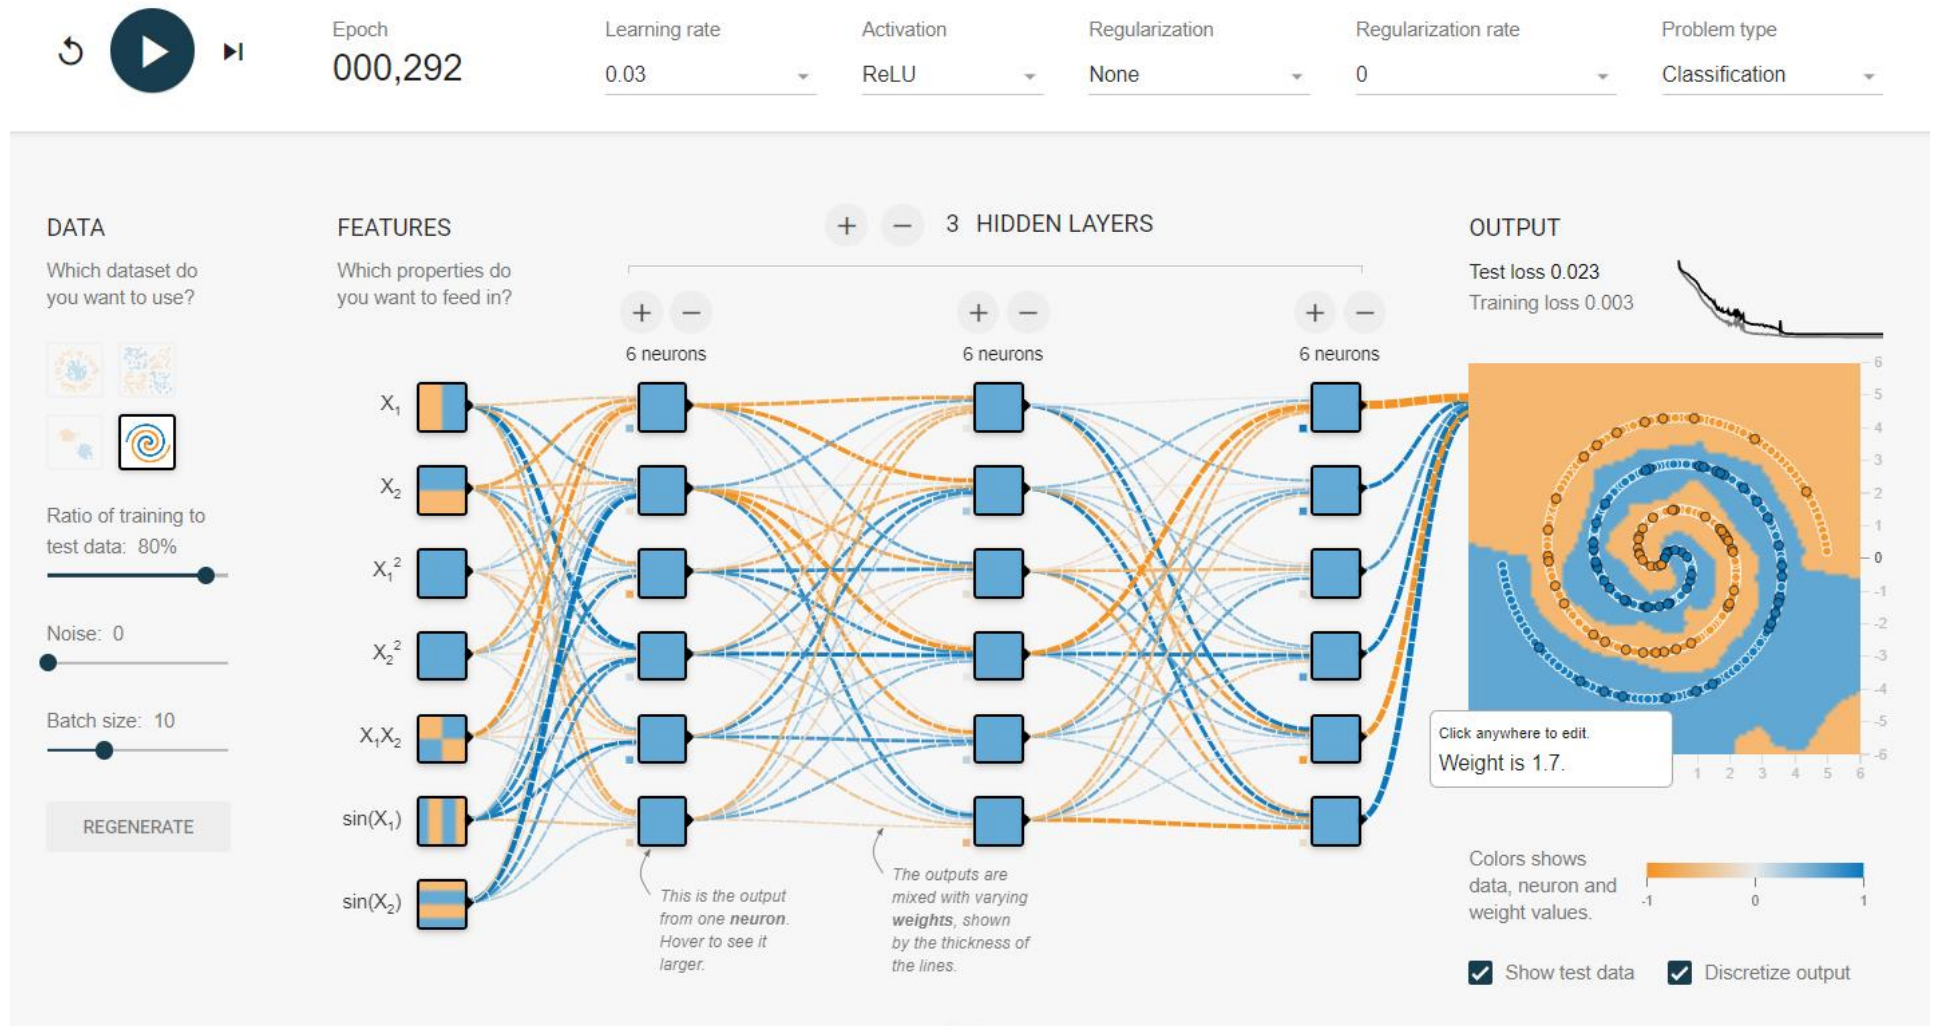 Epoch
000,292
Learning rate
0.03
Activation
ReLU
Regularization
None
Regularization rate
0
Problem type
Classification
DATA
Which dataset do
you want to use?
Ratio of training to
test data: 80%
Noise: 0
Batch size: 10
REGENERATE
FEATURES
Which properties do
you want to feed in?
X₁
X₂
X₁²
X₂²
X₁X₂
sin(X₁)
sin(X₂)
+ − 3 HIDDEN LAYERS
+ −
6 neurons
+ −
6 neurons
+ −
6 neurons
This is the output
from one neuron.
Hover to see it
larger.
The outputs are
mixed with varying
weights, shown
by the thickness of
the lines.
OUTPUT
Test loss 0.023
Training loss 0.003
6
5
4
3
2
1
0
-1
-2
-3
-4
-5
-6
1 2 3 4 5 6
Click anywhere to edit.
Weight is 1.7.
Colors shows
data, neuron and
weight values.
-1 0 1
Show test data
Discretize output